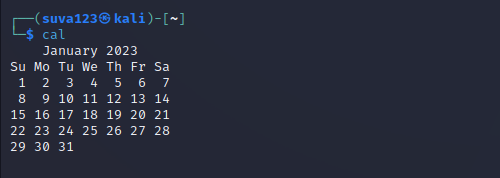 ┌──(suva123㉿kali)-[~]
└─$ cal
    January 2023
Su Mo Tu We Th Fr Sa
 1  2  3  4  5  6  7
 8  9 10 11 12 13 14
15 16 17 18 19 20 21
22 23 24 25 26 27 28
29 30 31